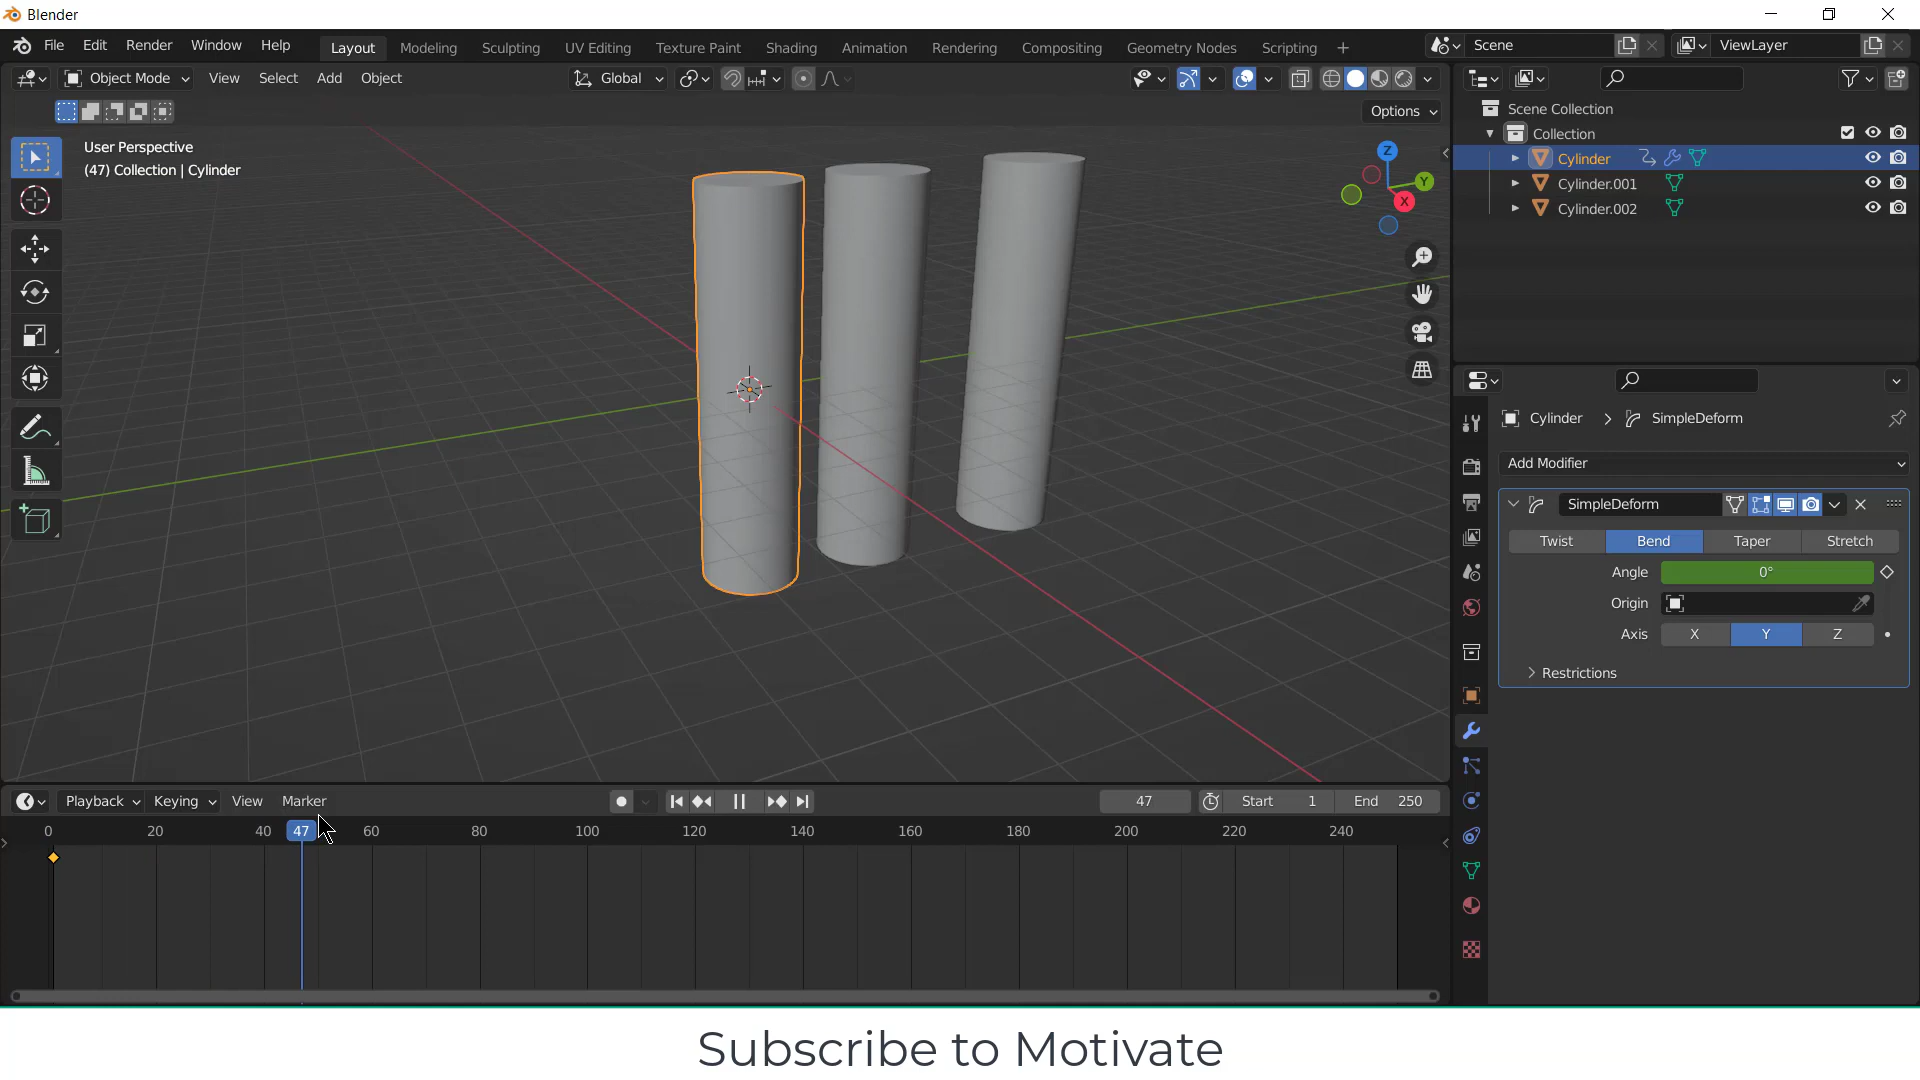 Blender
File Edit Render Window Help Layout Modeling Sculpting UV Editing Texture Paint Shading Animation Rendering Compositing Geometry Nodes Scripting + Scene ViewLayer
Object Mode View Select Add Object Global
Options
User Perspective
(47) Collection | Cylinder
Z
Y
X
Scene Collection
Collection
Cylinder
Cylinder.001
Cylinder.002
Cylinder > SimpleDeform
Add Modifier
SimpleDeform
Twist Bend Taper Stretch
Angle 0°
Origin
Axis X Y Z
Restrictions
Playback Keying View Marker 47 Start 1 End 250
0 20 40 47 60 80 100 120 140 160 180 200 220 240
Subscribe to Motivate